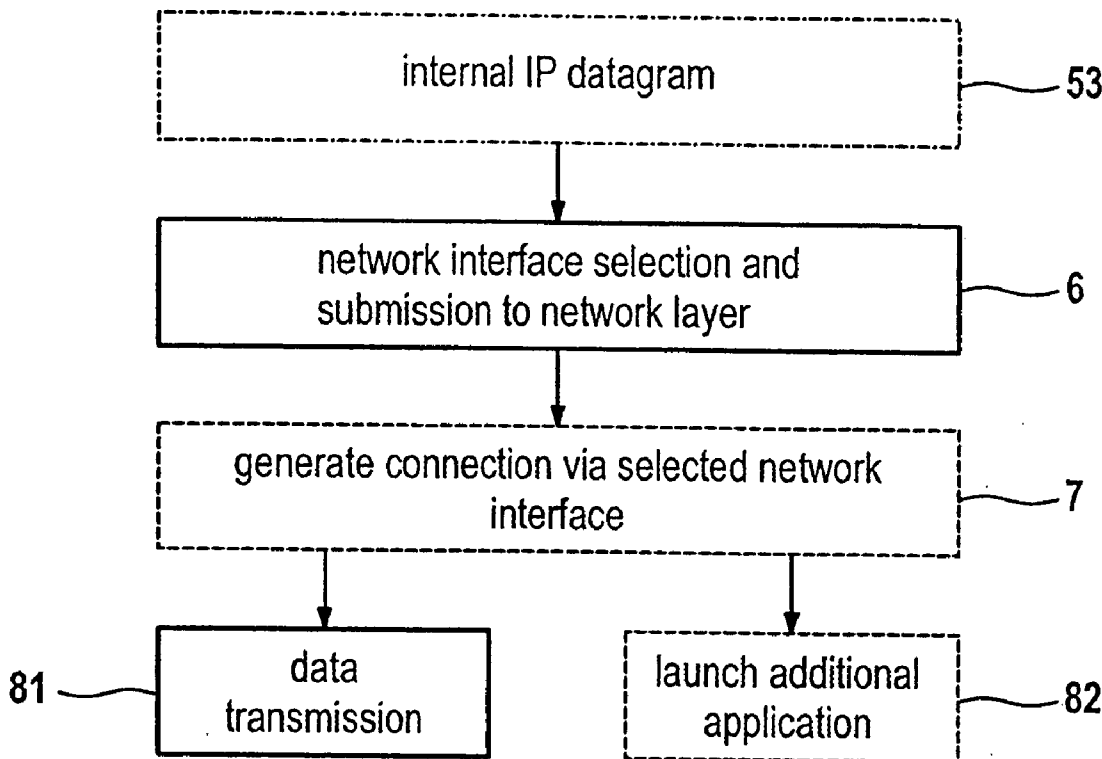 internal IP datagram
53
network interface selection and
submission to network layer
6
generate connection via selected network
interface
7
81
data
transmission
launch additional
application
82